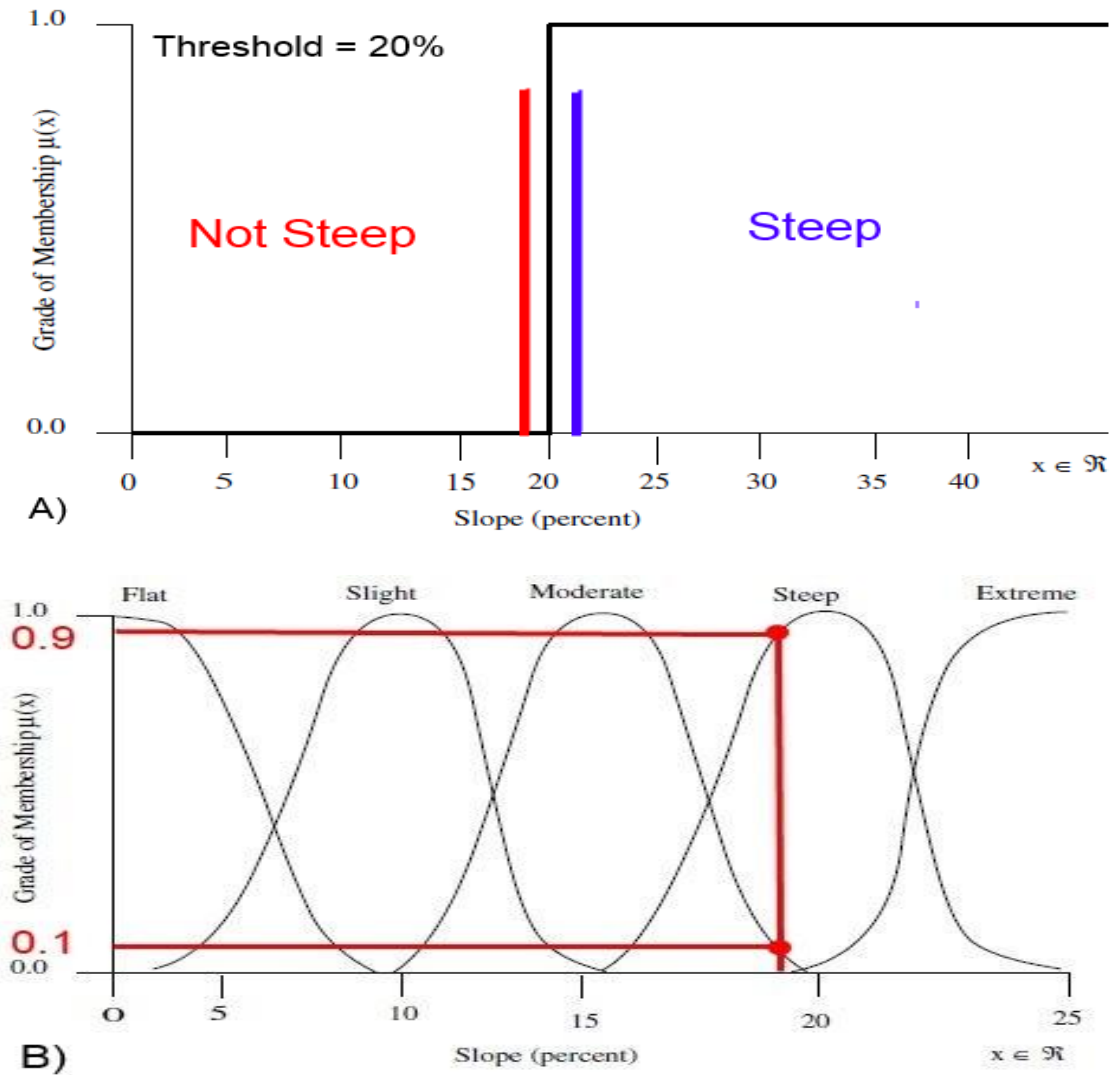 1.0
Threshold = 20%
Grade of Membership μ(x)
Not Steep
Steep
0.0
0 5 10 15 20 25 30 35 40 x ∈ ℜ
A)
Slope (percent)
Flat Slight Moderate Steep Extreme
1.0
0.9
Grade of Membership μ(x)
0.1
0.0
O 5 10 15 20 25
B)
Slope (percent) x ∈ ℜ